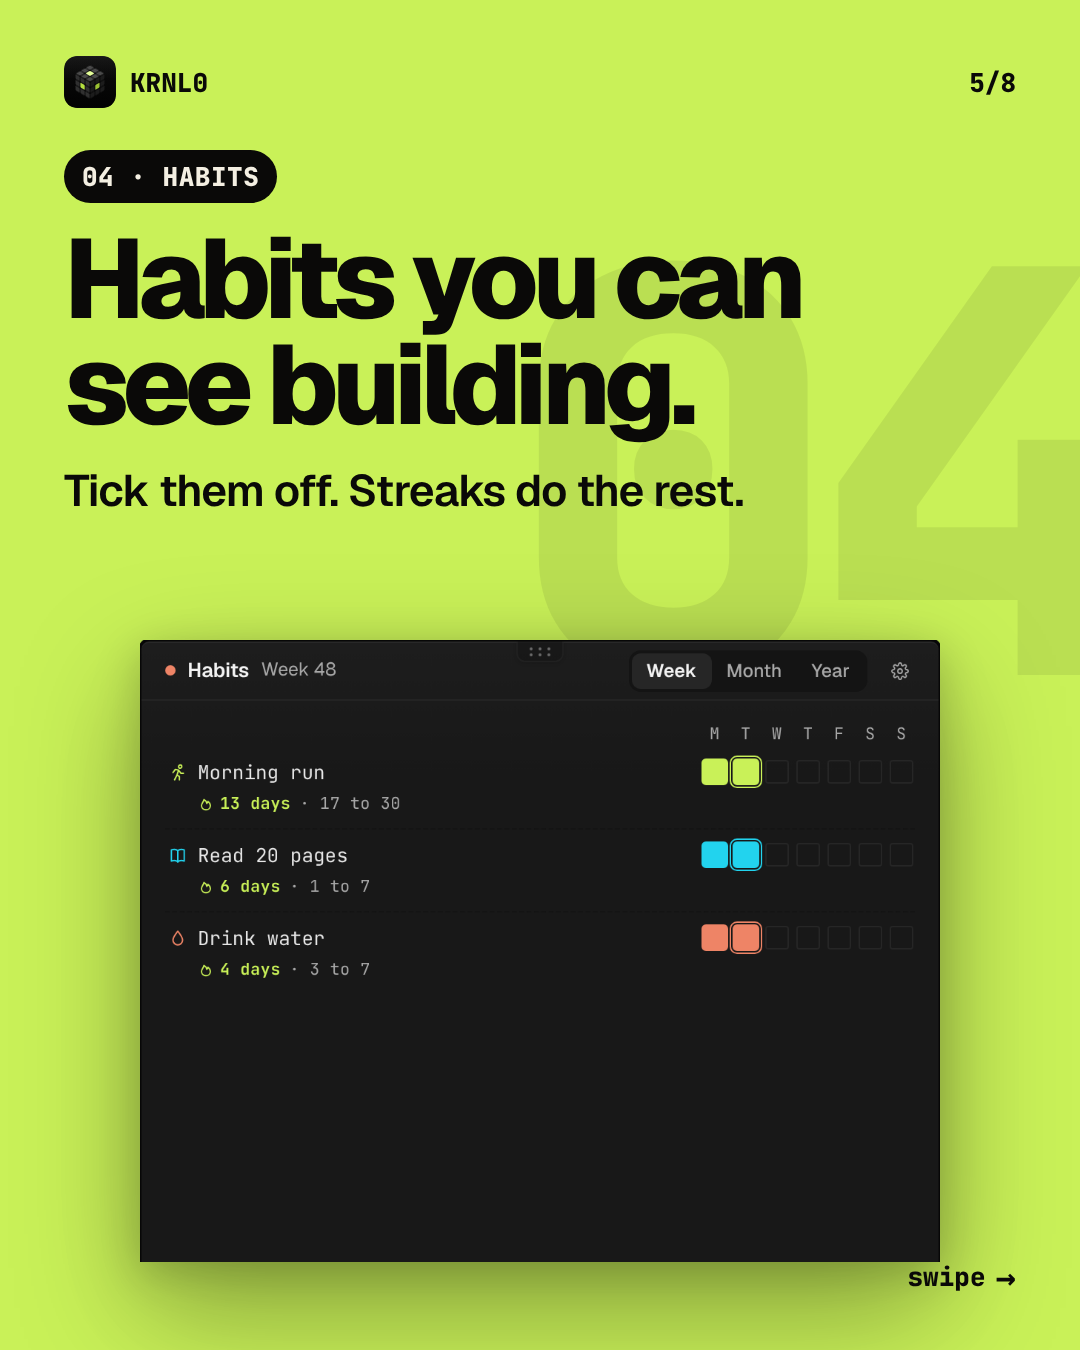 KRNL0
5/8
04 · HABITS
Habits you can
see building.
Tick them off. Streaks do the rest.
04
Habits Week 48
Week Month Year
M T W T F S S
Morning run
13 days · 17 to 30
Read 20 pages
6 days · 1 to 7
Drink water
4 days · 3 to 7
swipe →